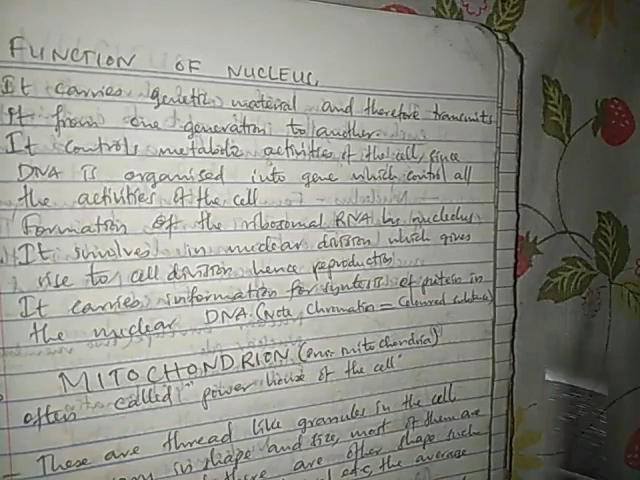 FUNCTION OF NUCLEUS.
It carries genetic material and therefore transmits
it from one generation to another
It controls metabolic activities of the cell, since
DNA is organised into gene which control all
the activities of the cell
Formation of the ribosomal RNA by nucleolus
It involves in nuclear division which gives
rise to cell division hence reproduction
It carries information for syntesis of protein in
the nuclear DNA. (Note, Chromatin = Coloured
MITOCHONDRION (mitochondria)
often called "power house of the cell"
- These are thread like granules in the cell
in shape and size, most of them are
there are other shape such
etc, the average